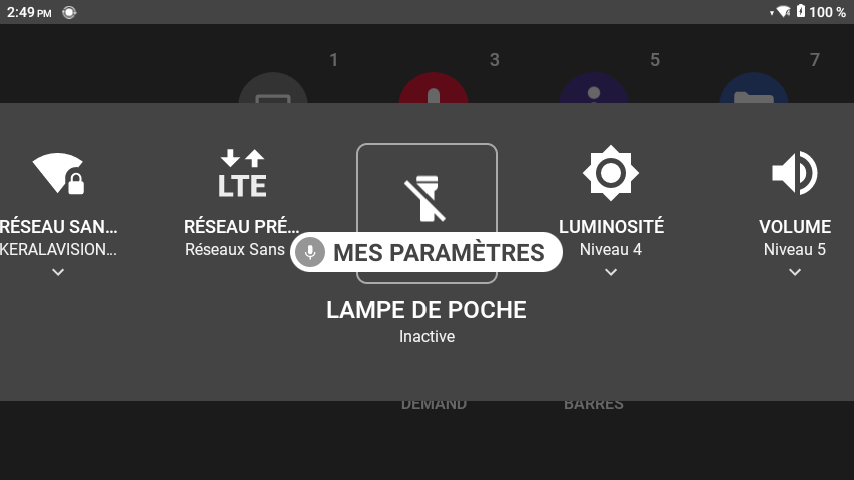 2:49 PM
100 %
1
3
5
7
LTE
RÉSEAU SAN…
RÉSEAU PRÉ…
LUMINOSITÉ
VOLUME
KERALAVISION…
Réseaux Sans
Niveau 4
Niveau 5
MES PARAMÈTRES
LAMPE DE POCHE
Inactive
DEMAND
BARRES